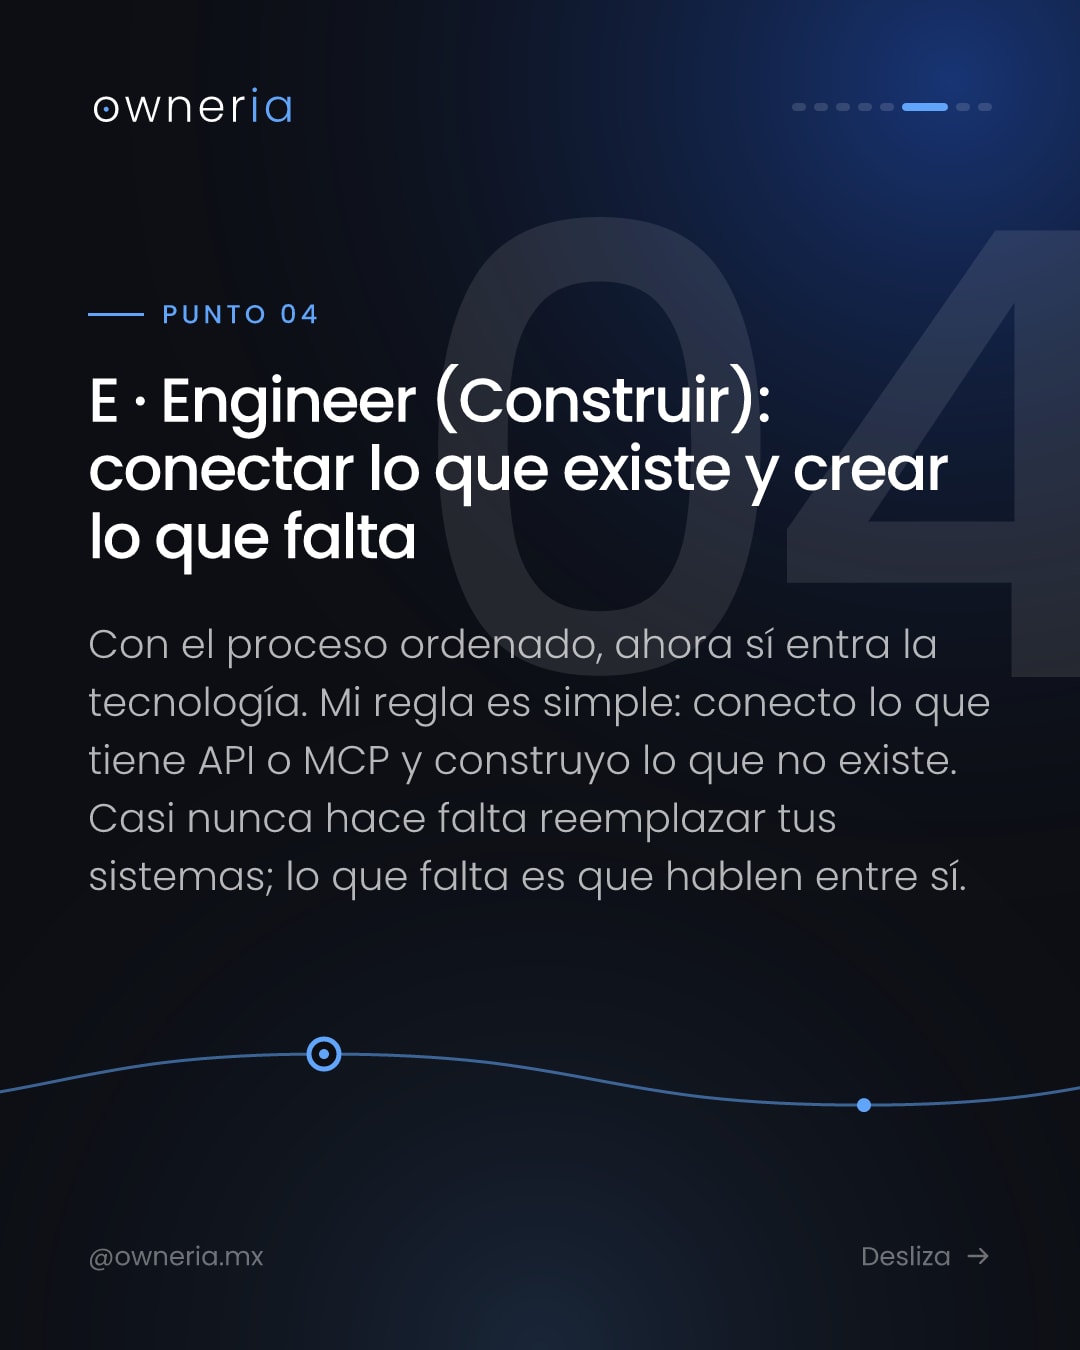 owneria
PUNTO 04
04
E · Engineer (Construir):
conectar lo que existe y crear
lo que falta
Con el proceso ordenado, ahora sí entra la
tecnología. Mi regla es simple: conecto lo que
tiene API o MCP y construyo lo que no existe.
Casi nunca hace falta reemplazar tus
sistemas; lo que falta es que hablen entre sí.
@owneria.mx
Desliza →